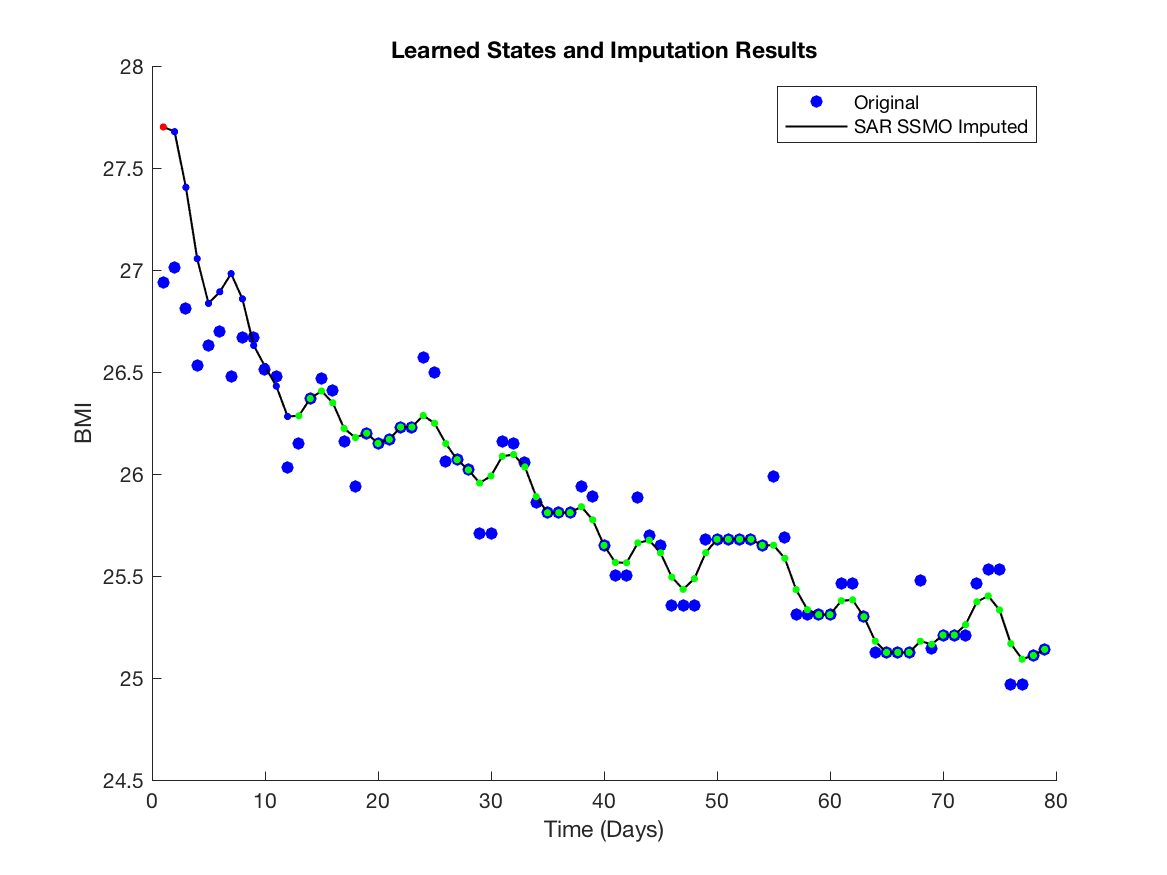 Learned States and Imputation Results
Original
SAR SSMO Imputed
BMI
28
27.5
27
26.5
26
25.5
25
24.5
0 10 20 30 40 50 60 70 80
Time (Days)